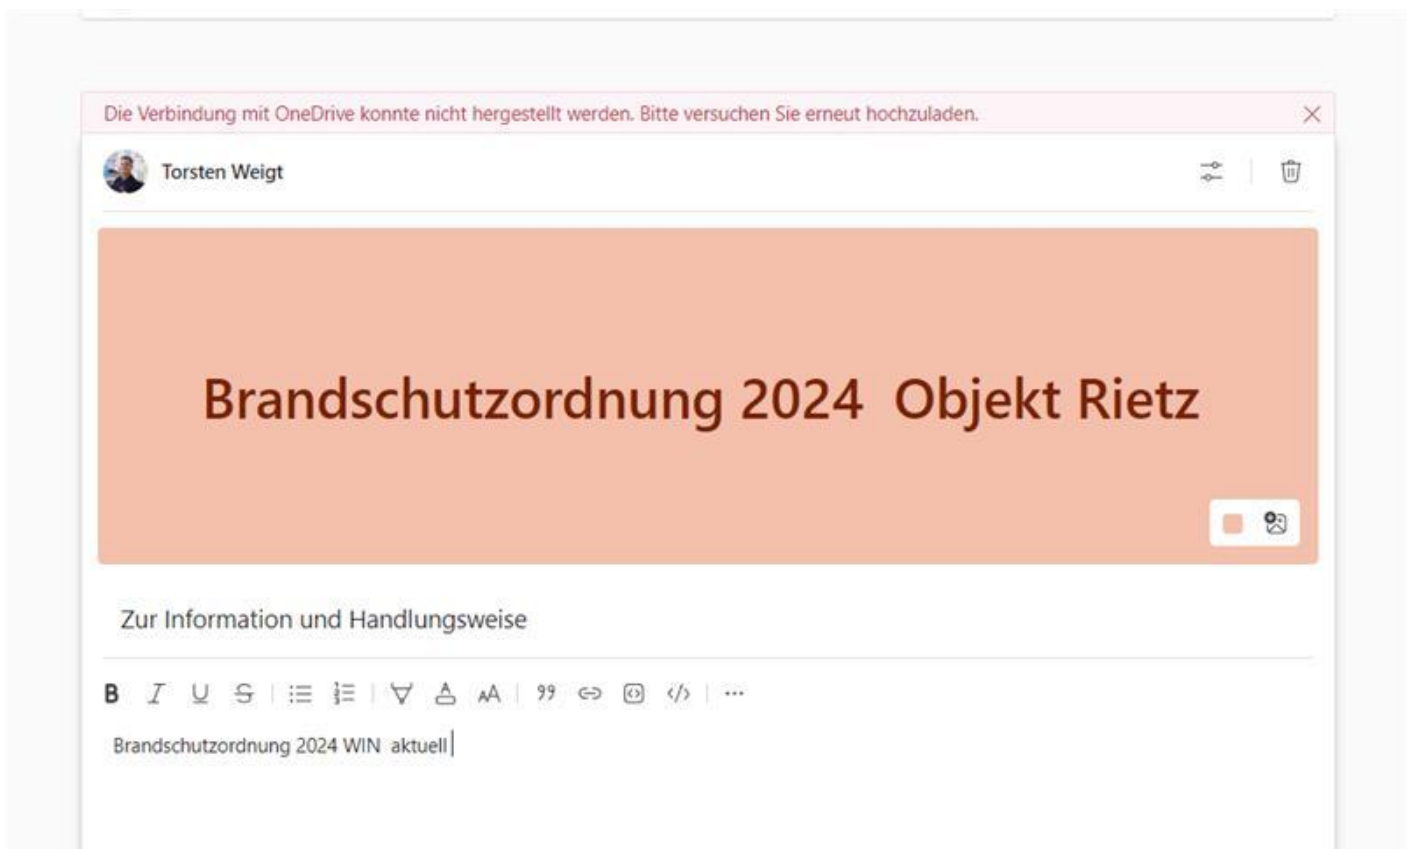 Die Verbindung mit OneDrive konnte nicht hergestellt werden. Bitte versuchen Sie erneut hochzuladen.
Torsten Weigt
Brandschutzordnung 2024  Objekt Rietz
Zur Information und Handlungsweise
B I U S 99 </>
Brandschutzordnung 2024 WIN  aktuell